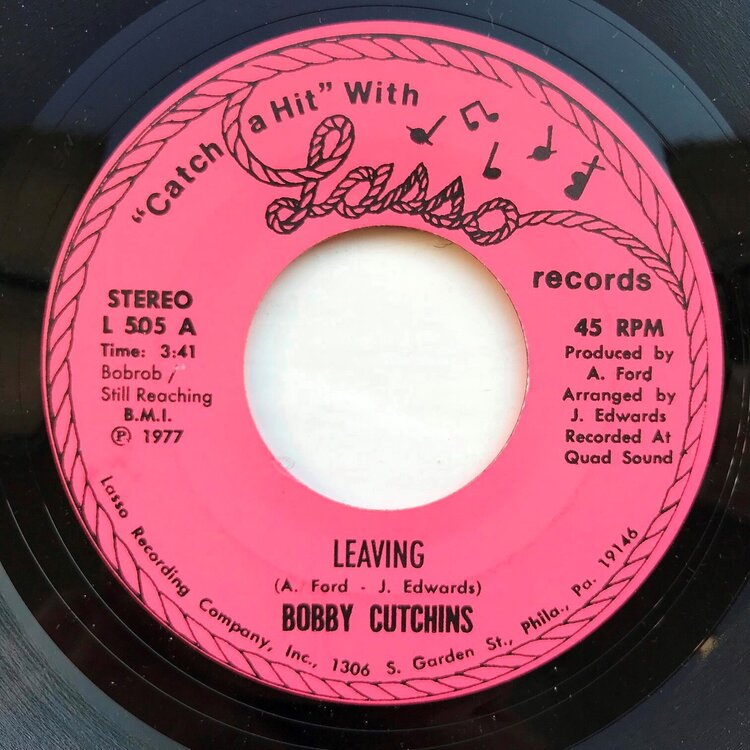 "Catch a Hit" With
Lasso
records
STEREO
L 505 A
Time: 3:41
Bobrob /
Still Reaching
B.M.I.
℗ 1977
45 RPM
Produced by
A. Ford
Arranged by
J. Edwards
Recorded At
Quad Sound
LEAVING
(A. Ford - J. Edwards)
BOBBY CUTCHINS
Lasso Recording Company, Inc., 1306 S. Garden St., Phila., Pa. 19146